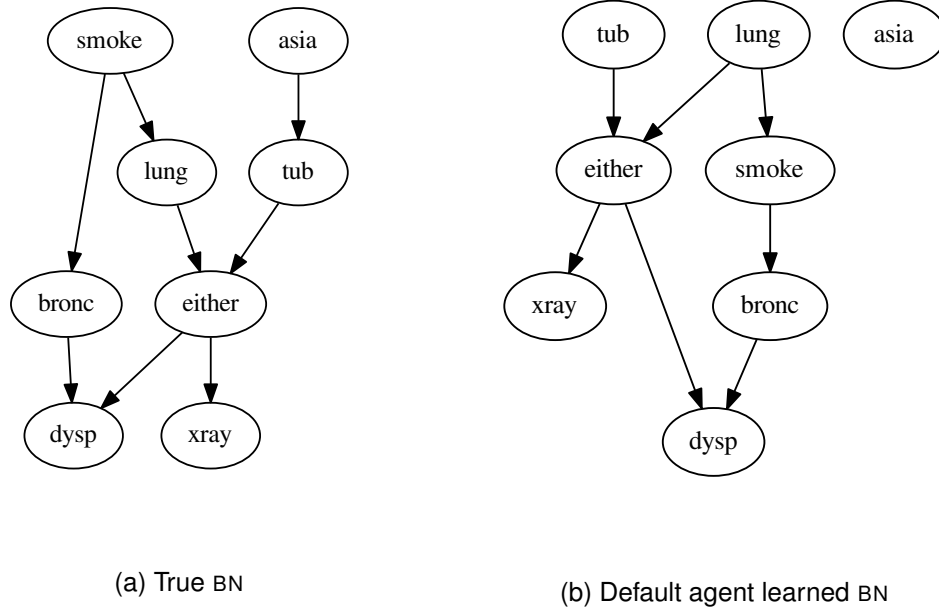 smoke
asia
lung
tub
bronc
either
dysp
xray
(a) True BN
tub
lung
asia
either
smoke
xray
bronc
dysp
(b) Default agent learned BN